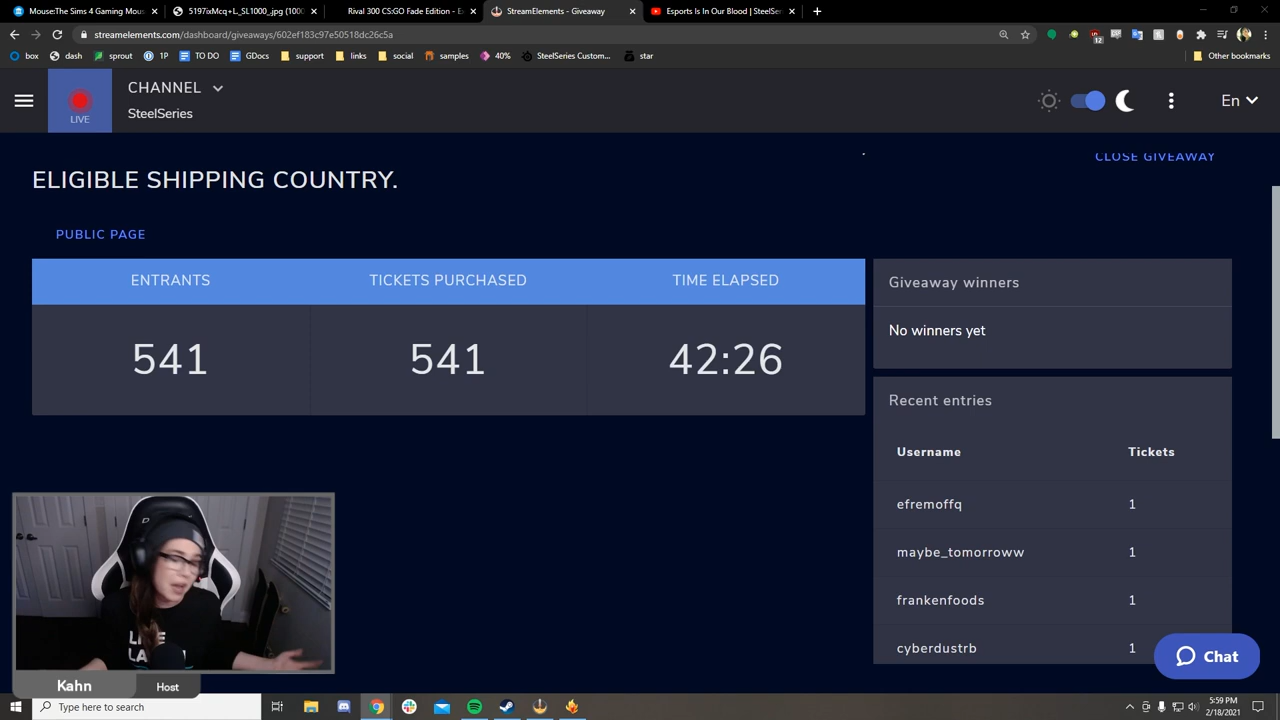 Mouse:The Sims 4 Gaming Mous
5197ixMcq+L._SL1000_.jpg (1000
Rival 300 CS:GO Fade Edition - E
StreamElements - Giveaway
Esports Is In Our Blood | SteelSer
streamelements.com/dashboard/giveaways/602ef183c97e50518dc26c5a
12
box
dash
sprout
1P
TO DO
GDocs
support
links
social
samples
40%
SteelSeries Custom...
star
Other bookmarks
LIVE
CHANNEL
SteelSeries
En
CLOSE GIVEAWAY
ELIGIBLE SHIPPING COUNTRY.
PUBLIC PAGE
ENTRANTS
TICKETS PURCHASED
TIME ELAPSED
541
541
42:26
Giveaway winners
No winners yet
Recent entries
Username
Tickets
efremoffq
1
maybe_tomorroww
1
frankenfoods
1
cyberdustrb
1
Chat
Kahn
Host
Type here to search
5:59 PM
2/18/2021